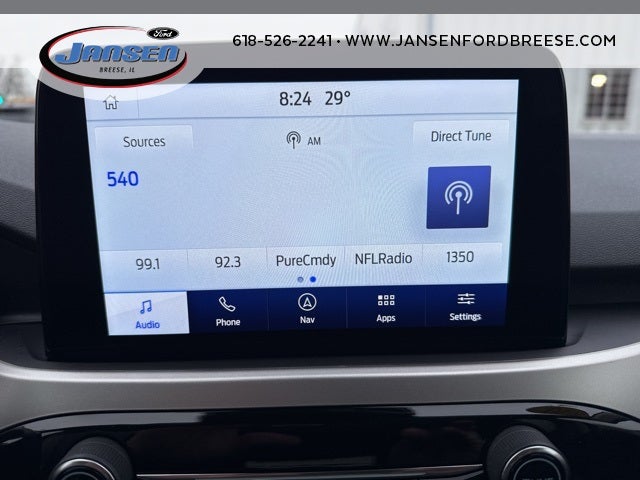 Ford
JANSEN
BREESE, IL
618-526-2241 • WWW.JANSENFORDBREESE.COM
8:24 29°
Sources
AM
Direct Tune
540
99.1 92.3 PureCmdy NFLRadio 1350
Audio Phone Nav Apps Settings